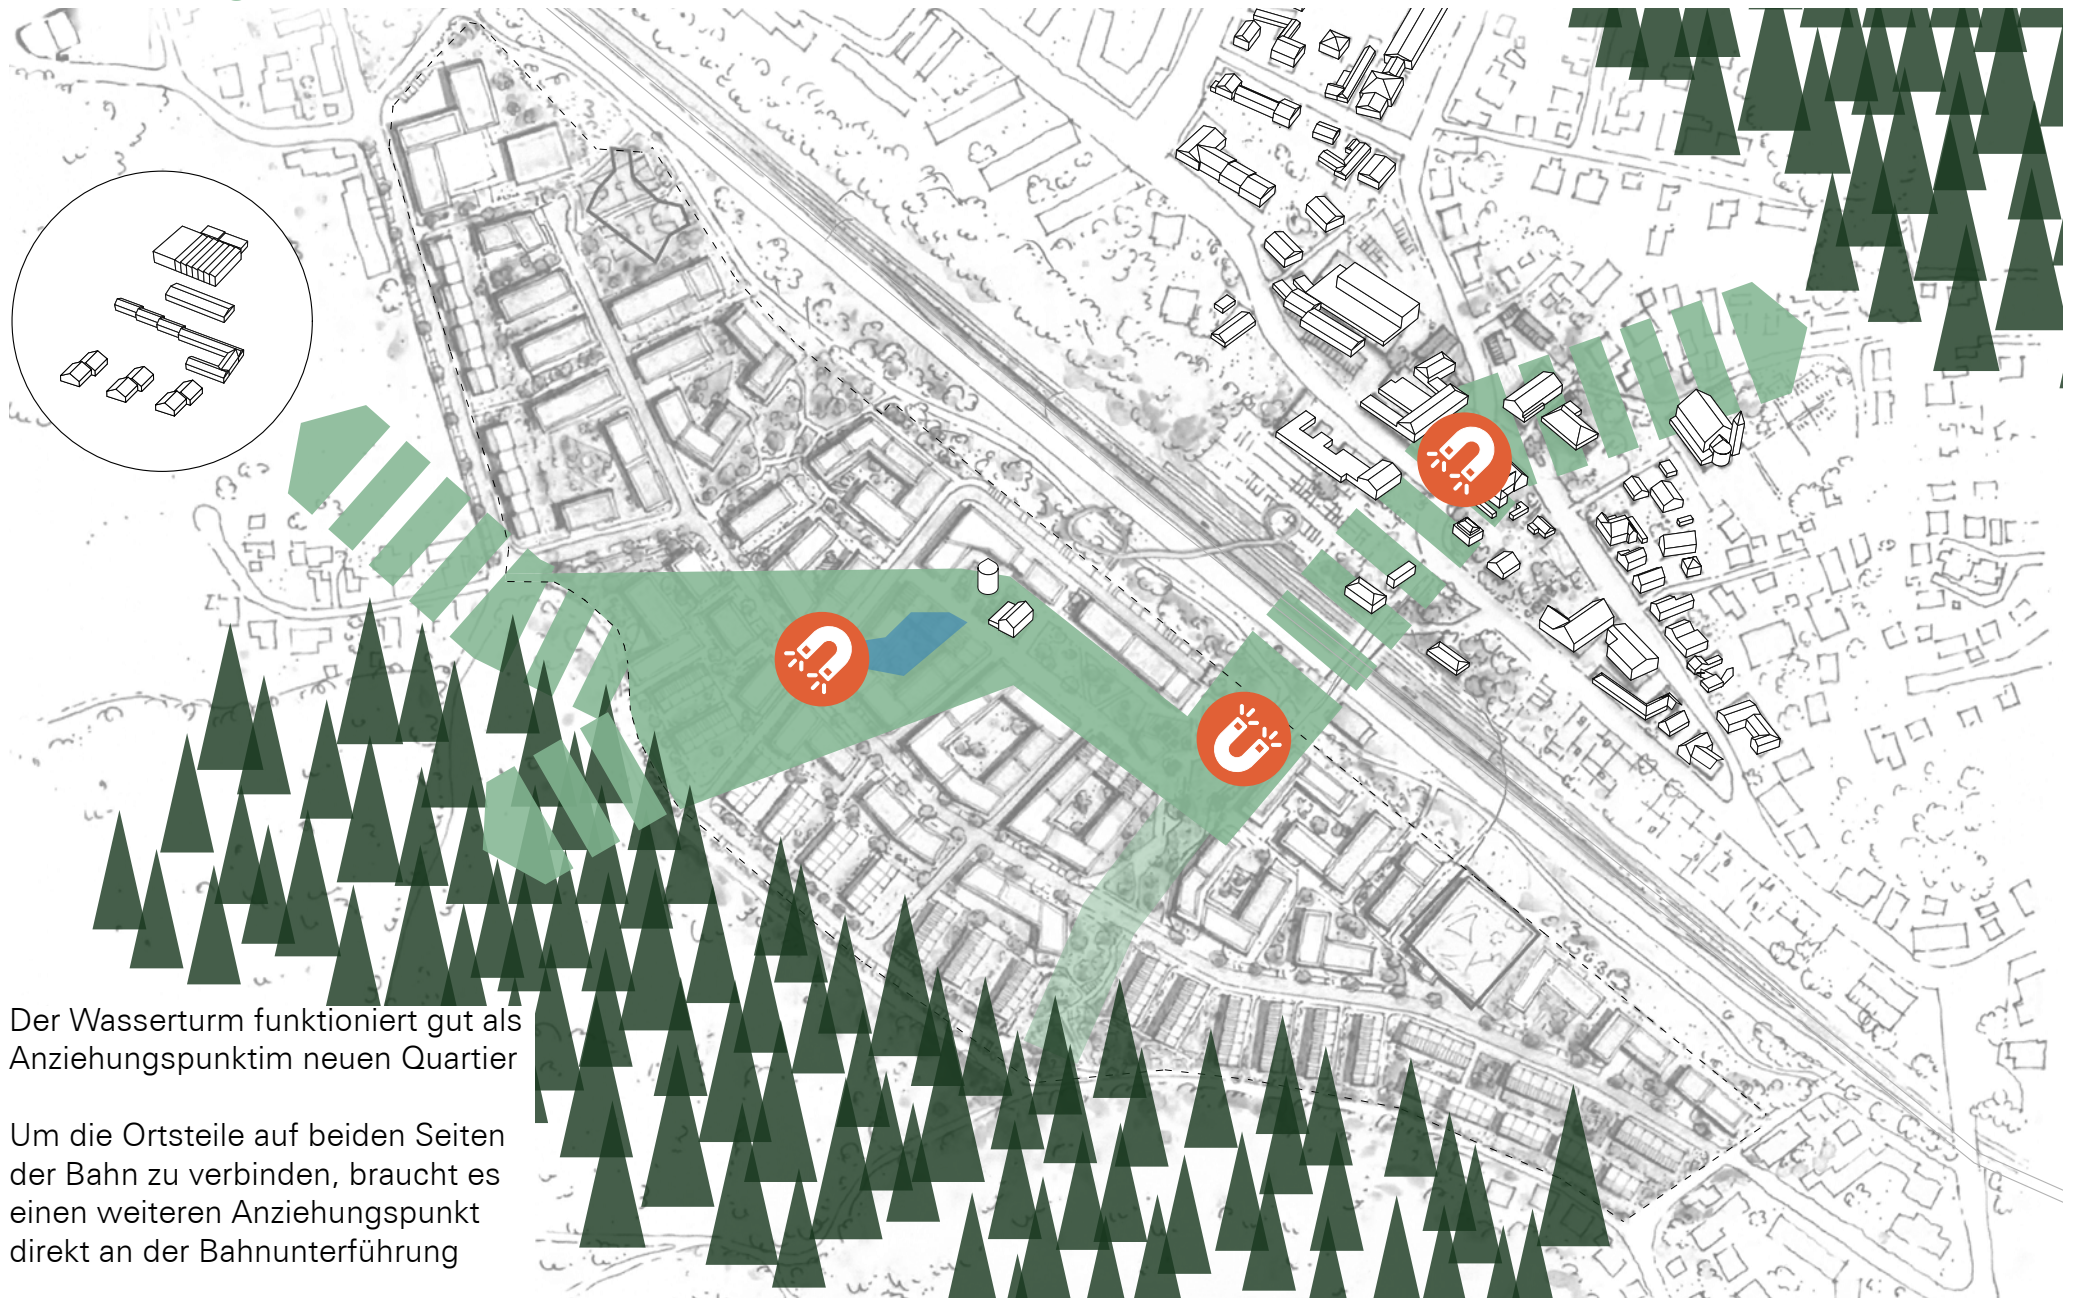 Der Wasserturm funktioniert gut als
Anziehungspunktim neuen Quartier
Um die Ortsteile auf beiden Seiten
der Bahn zu verbinden, braucht es
einen weiteren Anziehungspunkt
direkt an der Bahnunterführung